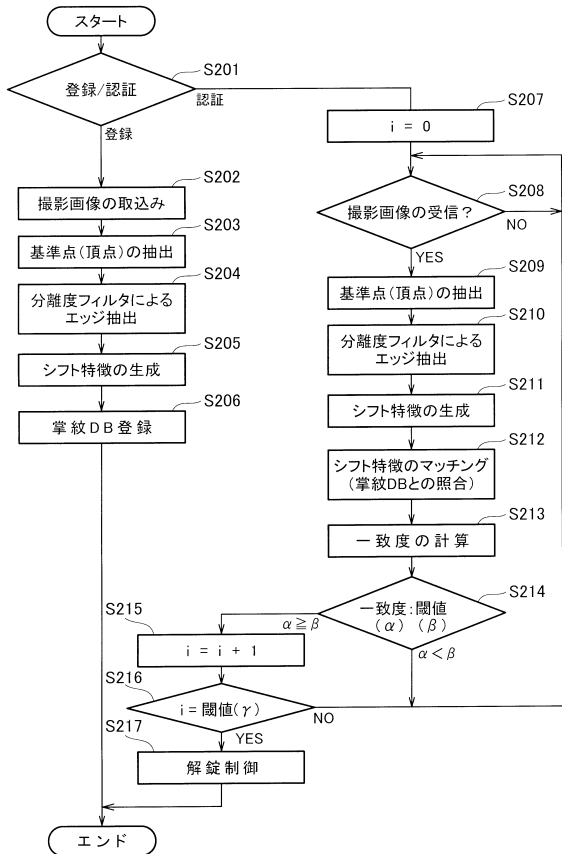 スタート
S201
登録/認証
認証
登録
S202
撮影画像の取込み
S203
基準点(頂点)の抽出
S204
分離度フィルタによる
エッジ抽出
S205
シフト特徴の生成
S206
掌紋DB登録
S207
i = 0
S208
撮影画像の受信?
NO
YES
S209
基準点(頂点)の抽出
S210
分離度フィルタによる
エッジ抽出
S211
シフト特徴の生成
S212
シフト特徴のマッチング
(掌紋DBとの照合)
S213
一致度の計算
S214
一致度:閾値
(α) (β)
α≧β
α<β
S215
i = i + 1
S216
i=閾値(γ)
NO
YES
S217
解錠制御
エンド